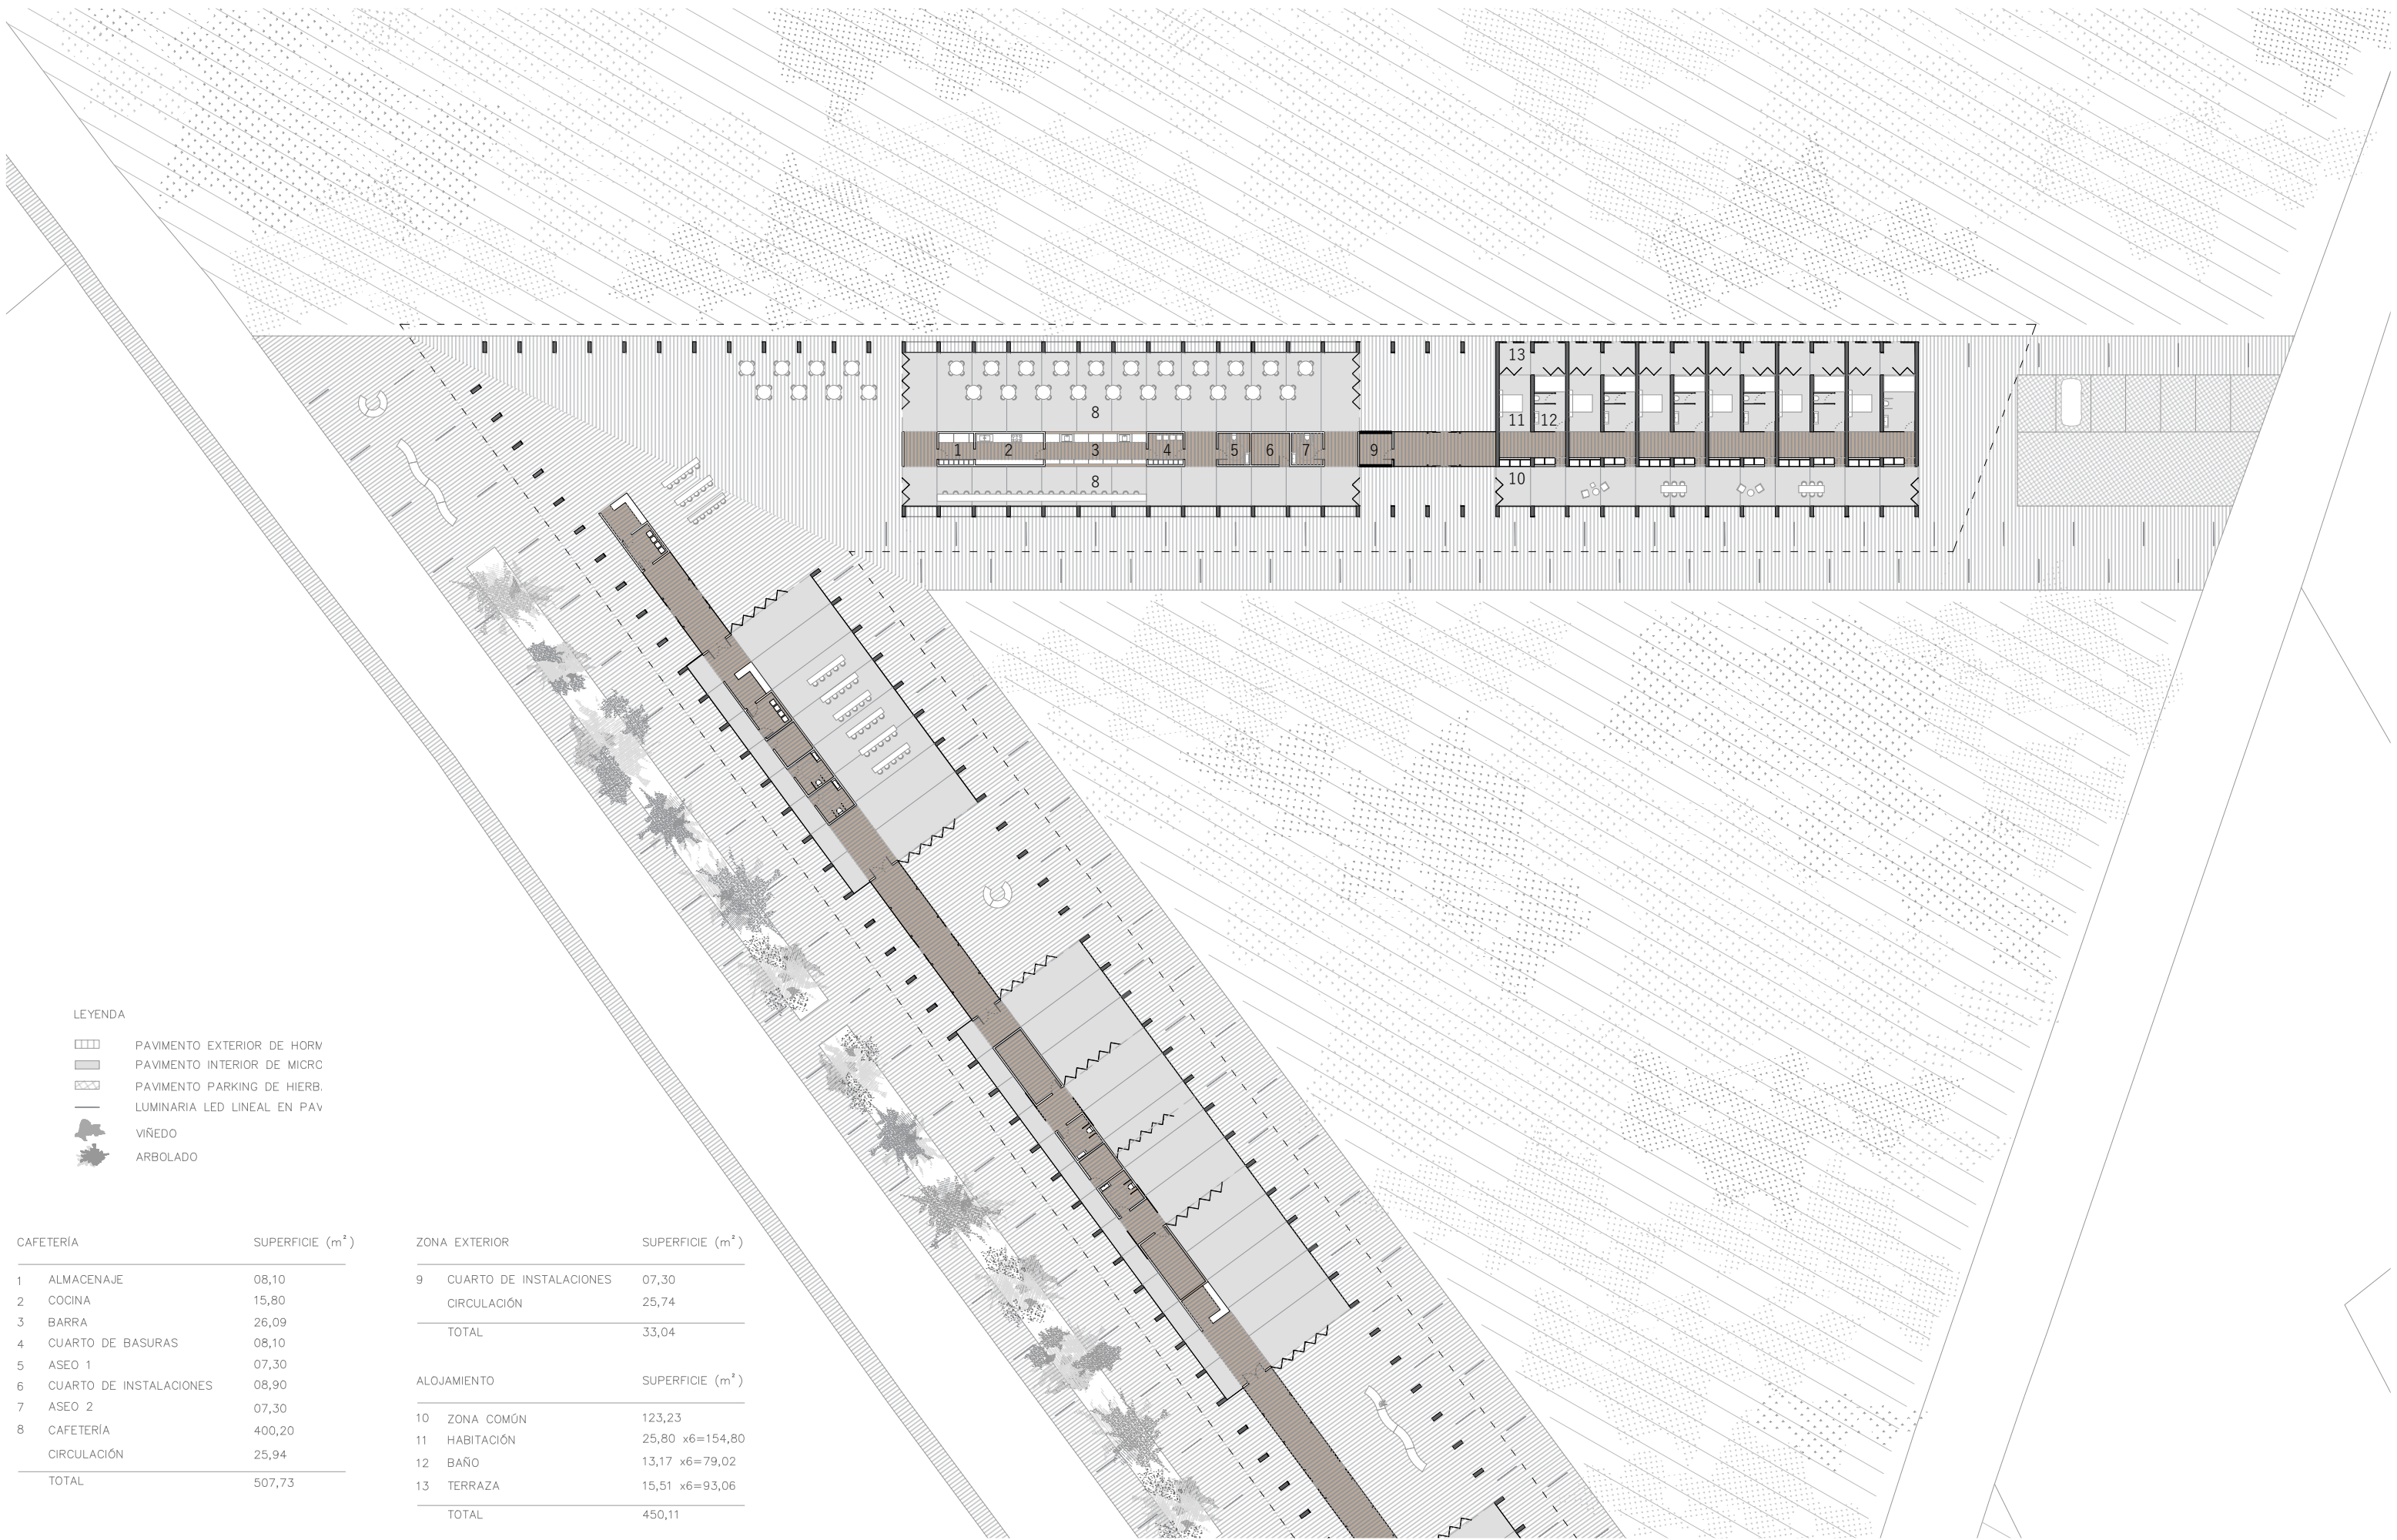 13
8
11 12
1 2 3 4 5 6 7 9
8
10
LEYENDA
PAVIMENTO EXTERIOR DE HORM
PAVIMENTO INTERIOR DE MICRO
PAVIMENTO PARKING DE HIERB.
LUMINARIA LED LINEAL EN PAV
VIÑEDO
ARBOLADO
CAFETERÍA SUPERFICIE (m²)
1 ALMACENAJE 08,10
2 COCINA 15,80
3 BARRA 26,09
4 CUARTO DE BASURAS 08,10
5 ASEO 1 07,30
6 CUARTO DE INSTALACIONES 08,90
7 ASEO 2 07,30
8 CAFETERÍA 400,20
CIRCULACIÓN 25,94
TOTAL 507,73
ZONA EXTERIOR SUPERFICIE (m²)
9 CUARTO DE INSTALACIONES 07,30
CIRCULACIÓN 25,74
TOTAL 33,04
ALOJAMIENTO SUPERFICIE (m²)
10 ZONA COMÚN 123,23
11 HABITACIÓN 25,80 x6=154,80
12 BAÑO 13,17 x6=79,02
13 TERRAZA 15,51 x6=93,06
TOTAL 450,11